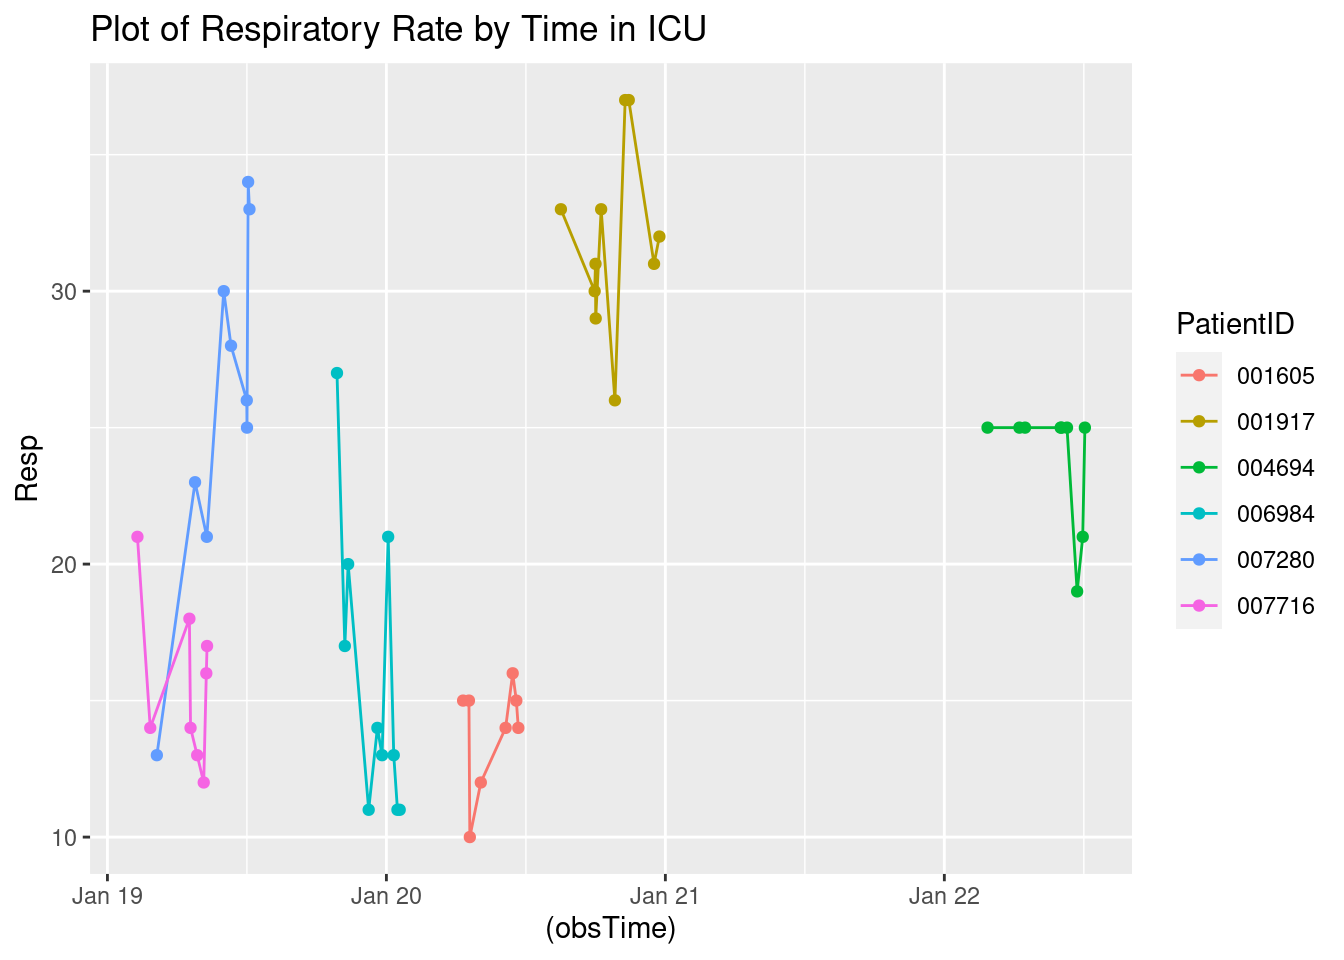 Plot of Respiratory Rate by Time in ICU
Resp
30
20
10
Jan 19
Jan 20
Jan 21
Jan 22
(obsTime)
PatientID
001605
001917
004694
006984
007280
007716